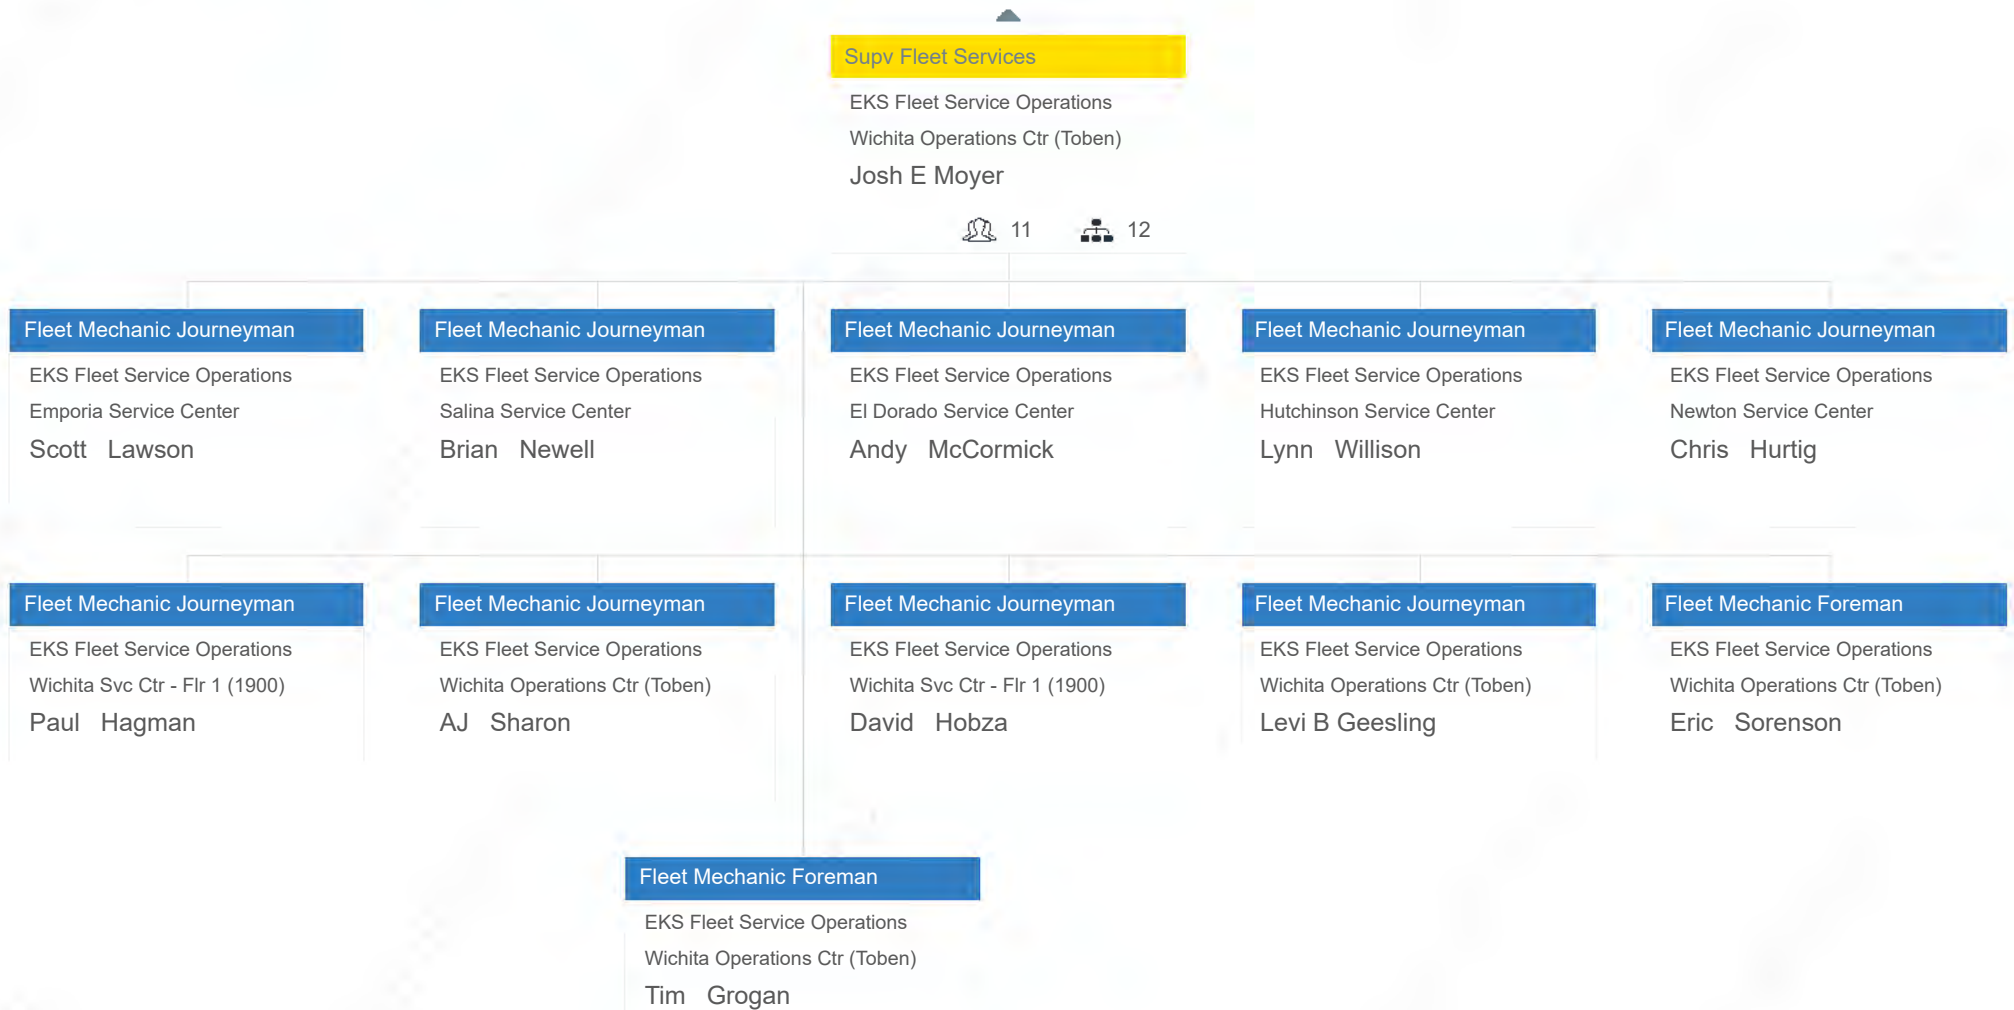 Supv Fleet Services
EKS Fleet Service Operations
Wichita Operations Ctr (Toben)
Josh E Moyer
11 12
Fleet Mechanic Journeyman
EKS Fleet Service Operations
Emporia Service Center
Scott Lawson
Fleet Mechanic Journeyman
EKS Fleet Service Operations
Salina Service Center
Brian Newell
Fleet Mechanic Journeyman
EKS Fleet Service Operations
El Dorado Service Center
Andy McCormick
Fleet Mechanic Journeyman
EKS Fleet Service Operations
Hutchinson Service Center
Lynn Willison
Fleet Mechanic Journeyman
EKS Fleet Service Operations
Newton Service Center
Chris Hurtig
Fleet Mechanic Journeyman
EKS Fleet Service Operations
Wichita Svc Ctr - Flr 1 (1900)
Paul Hagman
Fleet Mechanic Journeyman
EKS Fleet Service Operations
Wichita Operations Ctr (Toben)
AJ Sharon
Fleet Mechanic Journeyman
EKS Fleet Service Operations
Wichita Svc Ctr - Flr 1 (1900)
David Hobza
Fleet Mechanic Journeyman
EKS Fleet Service Operations
Wichita Operations Ctr (Toben)
Levi B Geesling
Fleet Mechanic Foreman
EKS Fleet Service Operations
Wichita Operations Ctr (Toben)
Eric Sorenson
Fleet Mechanic Foreman
EKS Fleet Service Operations
Wichita Operations Ctr (Toben)
Tim Grogan